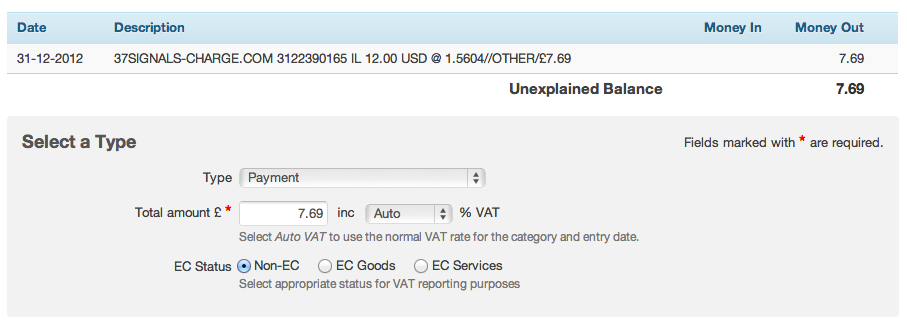 Date Description Money In Money Out
31-12-2012 37SIGNALS-CHARGE.COM 3122390165 IL 12.00 USD @ 1.5604//OTHER/£7.69 7.69
Unexplained Balance 7.69
Select a Type Fields marked with * are required.
Type Payment
Total amount £ * 7.69 inc Auto % VAT
Select Auto VAT to use the normal VAT rate for the category and entry date.
EC Status Non-EC EC Goods EC Services
Select appropriate status for VAT reporting purposes